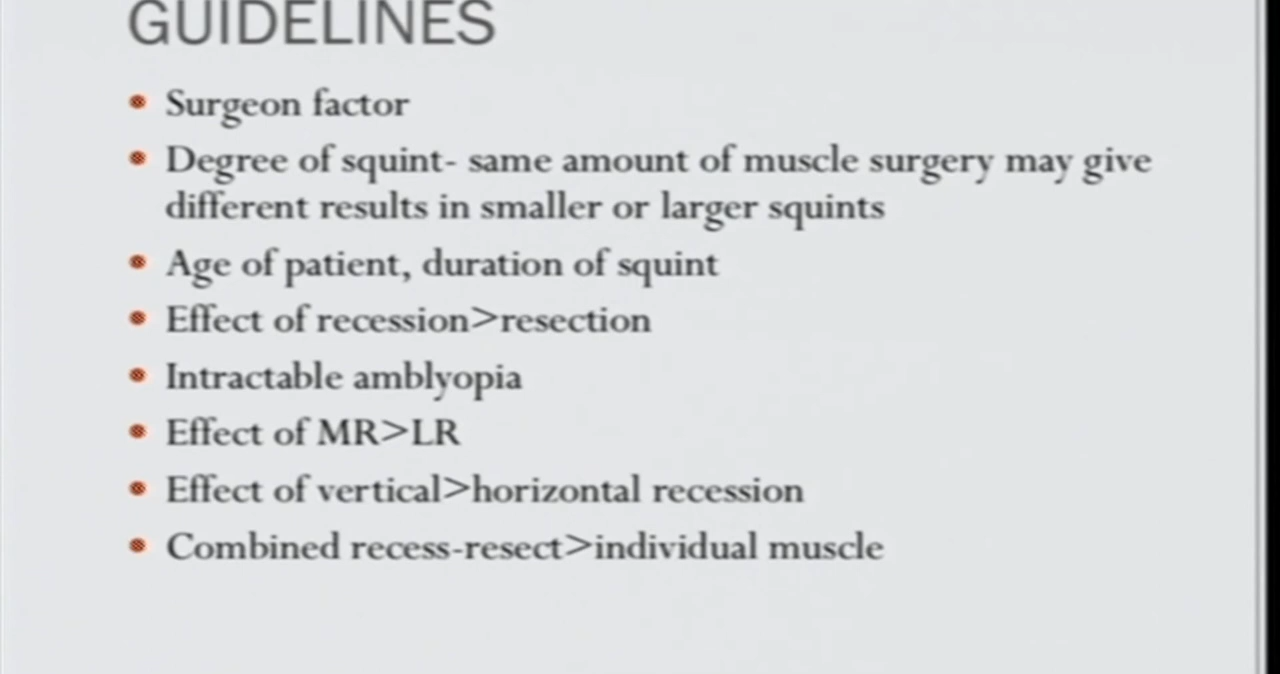 GUIDELINES
Surgeon factor
Degree of squint- same amount of muscle surgery may give
different results in smaller or larger squints
Age of patient, duration of squint
Effect of recession>resection
Intractable amblyopia
Effect of MR>LR
Effect of vertical>horizontal recession
Combined recess-resect>individual muscle